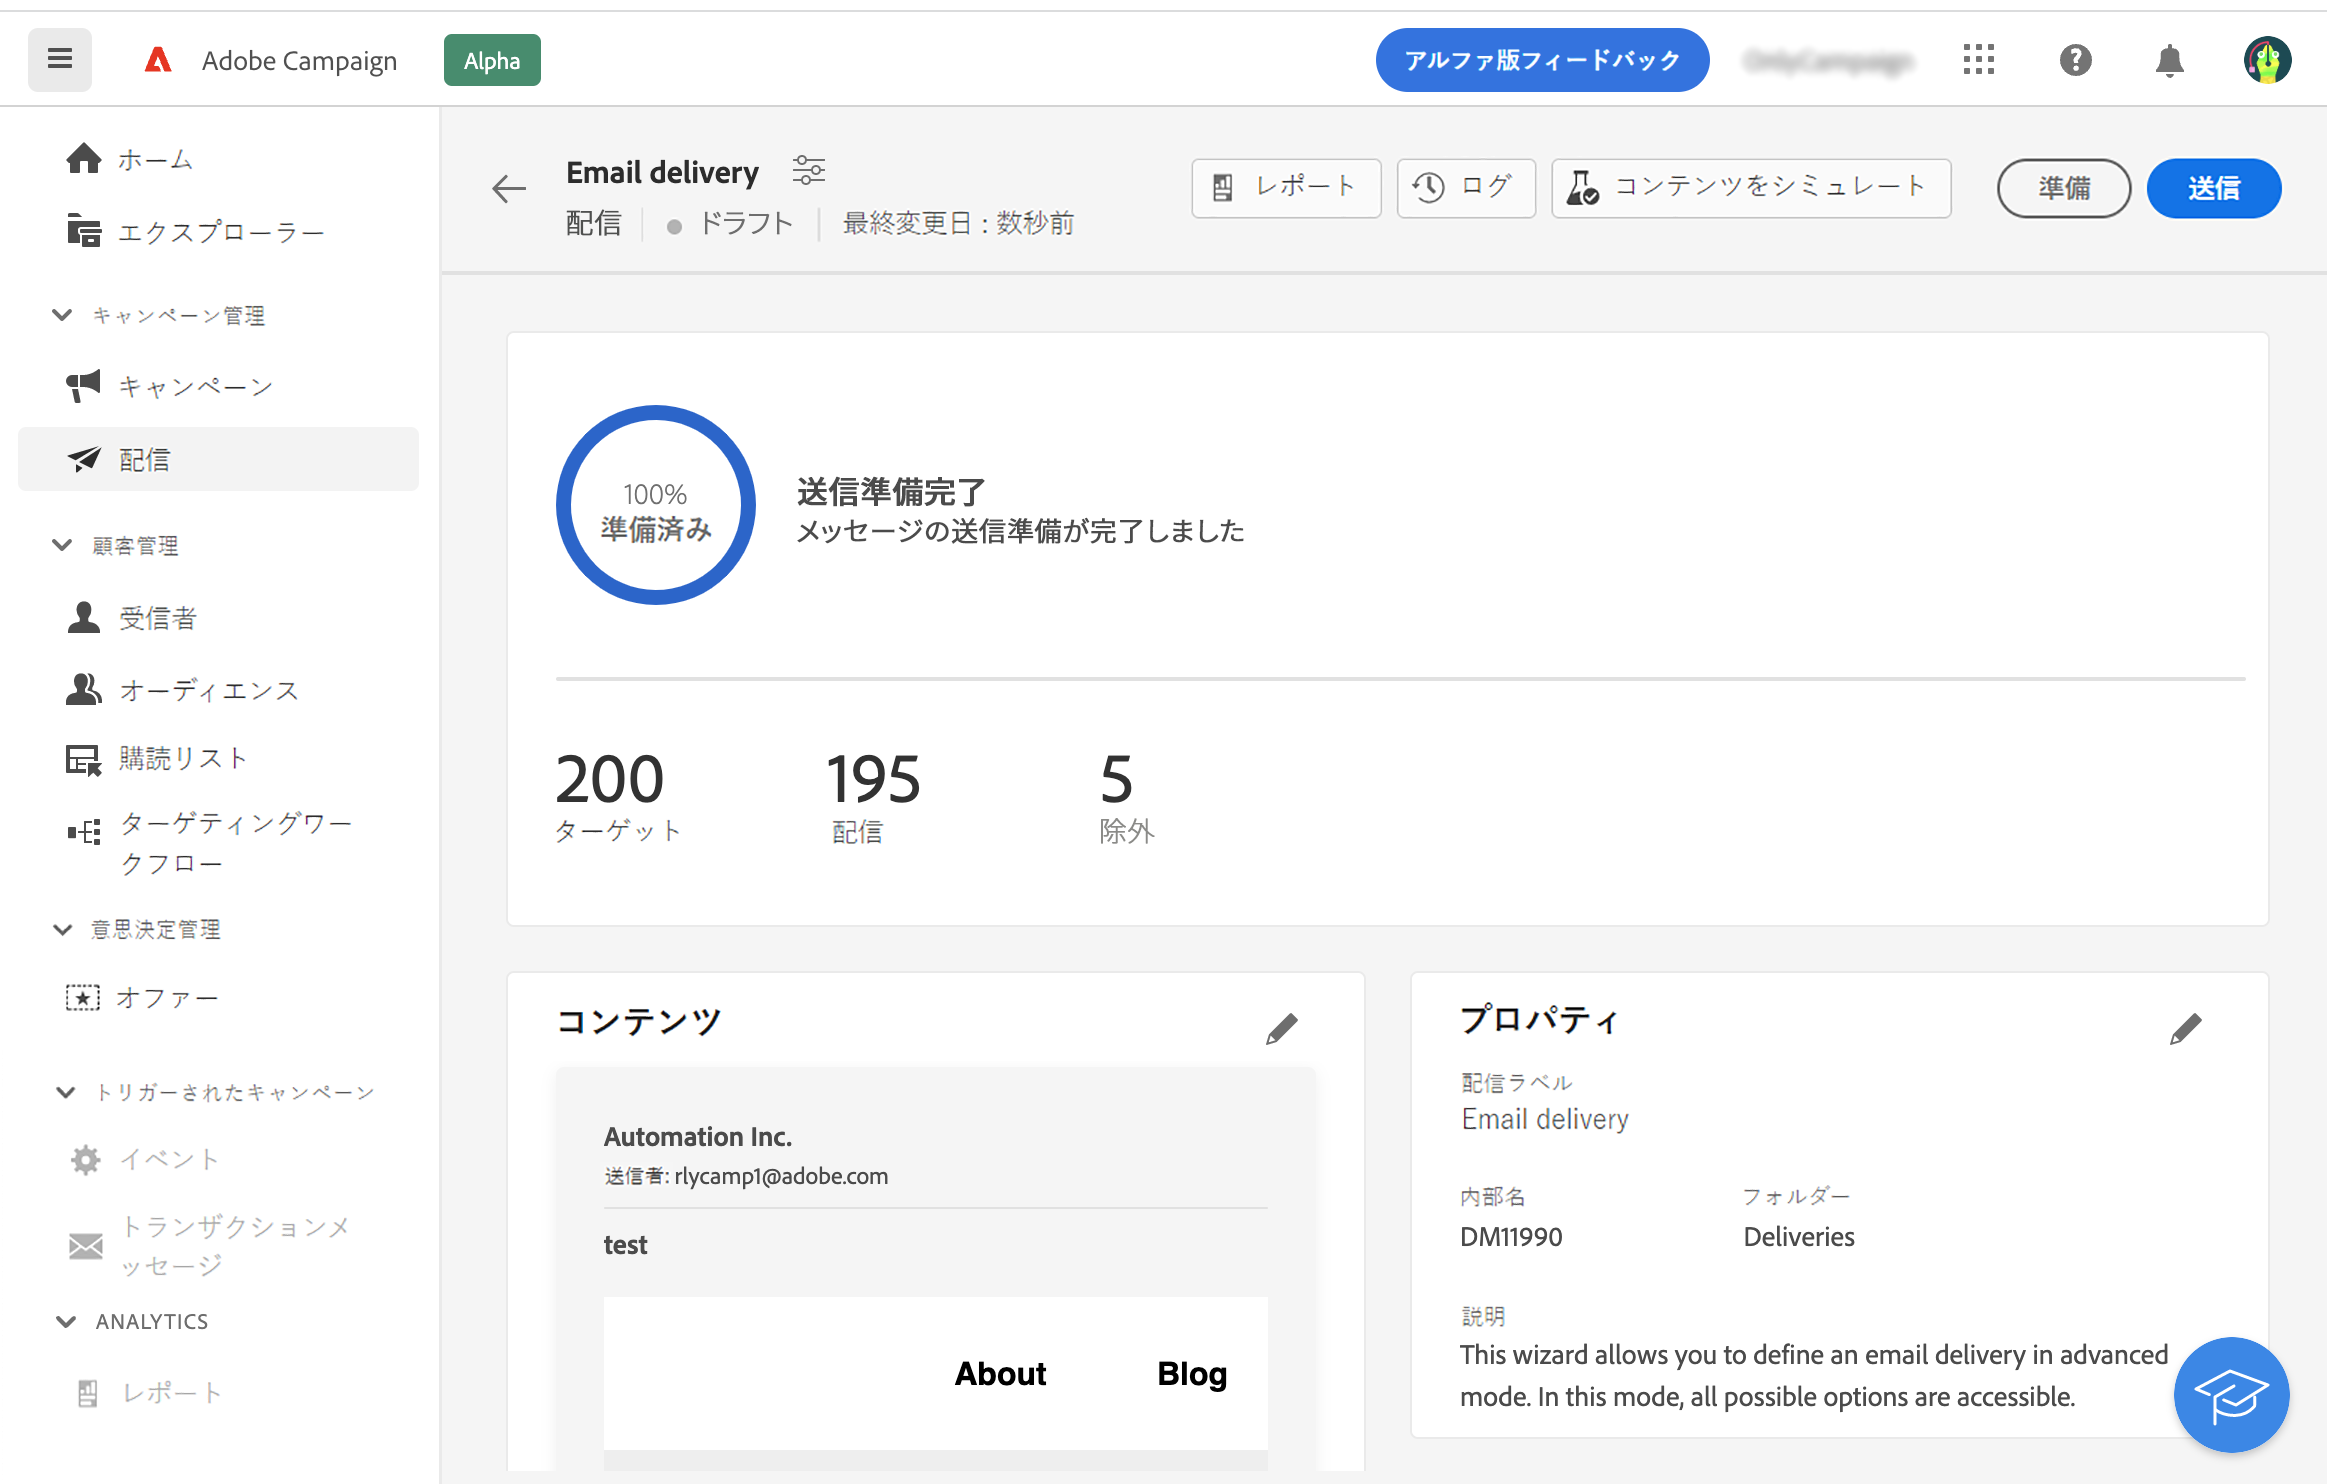 Adobe Campaign
Alpha
アルファ版フィードバック
ホーム
エクスプローラー
キャンペーン管理
キャンペーン
配信
顧客管理
受信者
オーディエンス
購読リスト
ターゲティングワー
クフロー
意思決定管理
オファー
トリガーされたキャンペーン
イベント
トランザクションメ
ッセージ
ANALYTICS
レポート
Email delivery
配信
ドラフト
最終変更日 : 数秒前
レポート
ログ
コンテンツをシミュレート
準備
送信
100%
準備済み
送信準備完了
メッセージの送信準備が完了しました
200
ターゲット
195
配信
5
除外
コンテンツ
Automation Inc.
送信者: rlycamp1@adobe.com
test
About
Blog
プロパティ
配信ラベル
Email delivery
内部名
DM11990
フォルダー
Deliveries
説明
This wizard allows you to define an email delivery in advanced
mode. In this mode, all possible options are accessible.